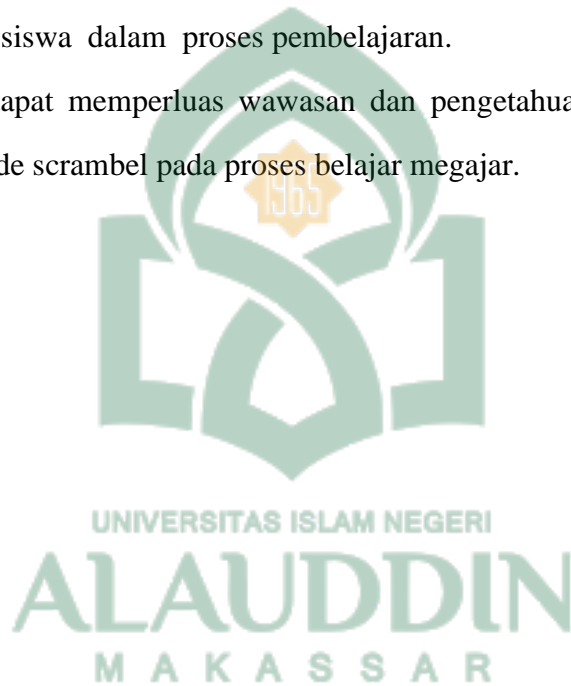 siswa dalam proses pembelajaran.
apat memperluas wawasan dan pengetahua
de scrambel pada proses belajar megajar.
1965
UNIVERSITAS ISLAM NEGERI
ALAUDDIN
MAKASSAR